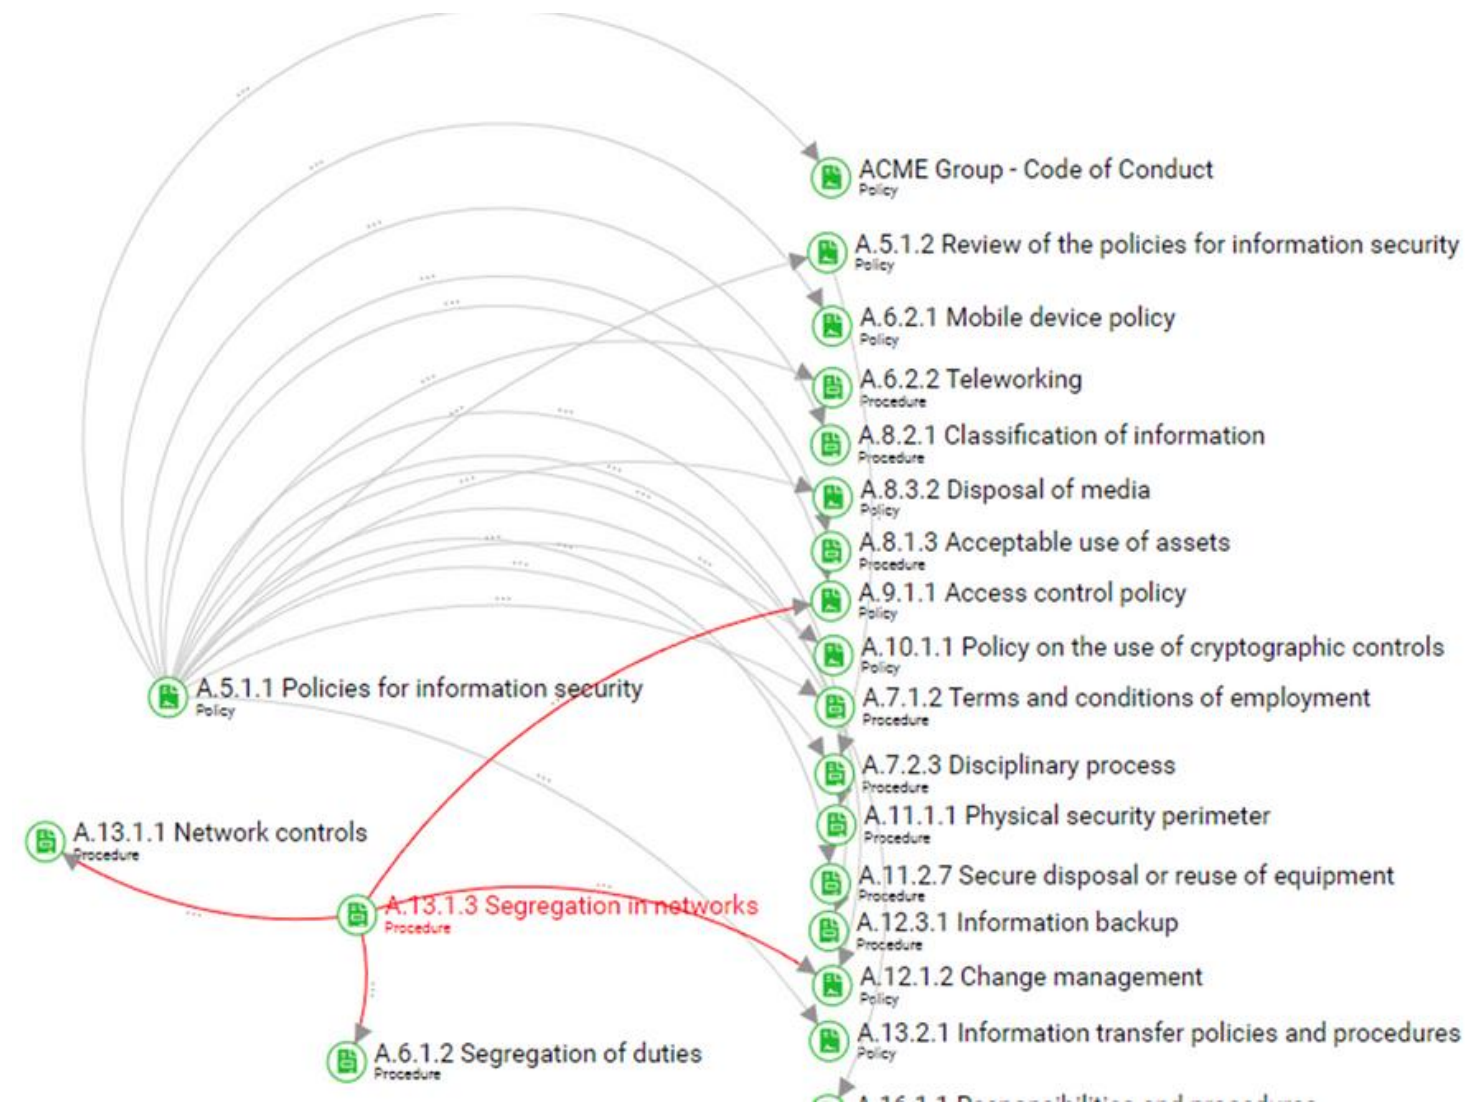 ACME Group - Code of Conduct
Policy
A.5.1.2 Review of the policies for information security
Policy
A.6.2.1 Mobile device policy
Policy
A.6.2.2 Teleworking
Procedure
A.8.2.1 Classification of information
Procedure
A.8.3.2 Disposal of media
Policy
A.8.1.3 Acceptable use of assets
Procedure
A.9.1.1 Access control policy
Policy
A.10.1.1 Policy on the use of cryptographic controls
Policy
A.5.1.1 Policies for information security
Policy
A.7.1.2 Terms and conditions of employment
Procedure
A.7.2.3 Disciplinary process
Procedure
A.11.1.1 Physical security perimeter
Procedure
A.13.1.1 Network controls
Procedure
A.11.2.7 Secure disposal or reuse of equipment
Procedure
A.13.1.3 Segregation in networks
Procedure
A.12.3.1 Information backup
Procedure
A.12.1.2 Change management
Policy
A.13.2.1 Information transfer policies and procedures
Policy
A.6.1.2 Segregation of duties
Procedure
A.16.1.1 Responsibilities and procedures